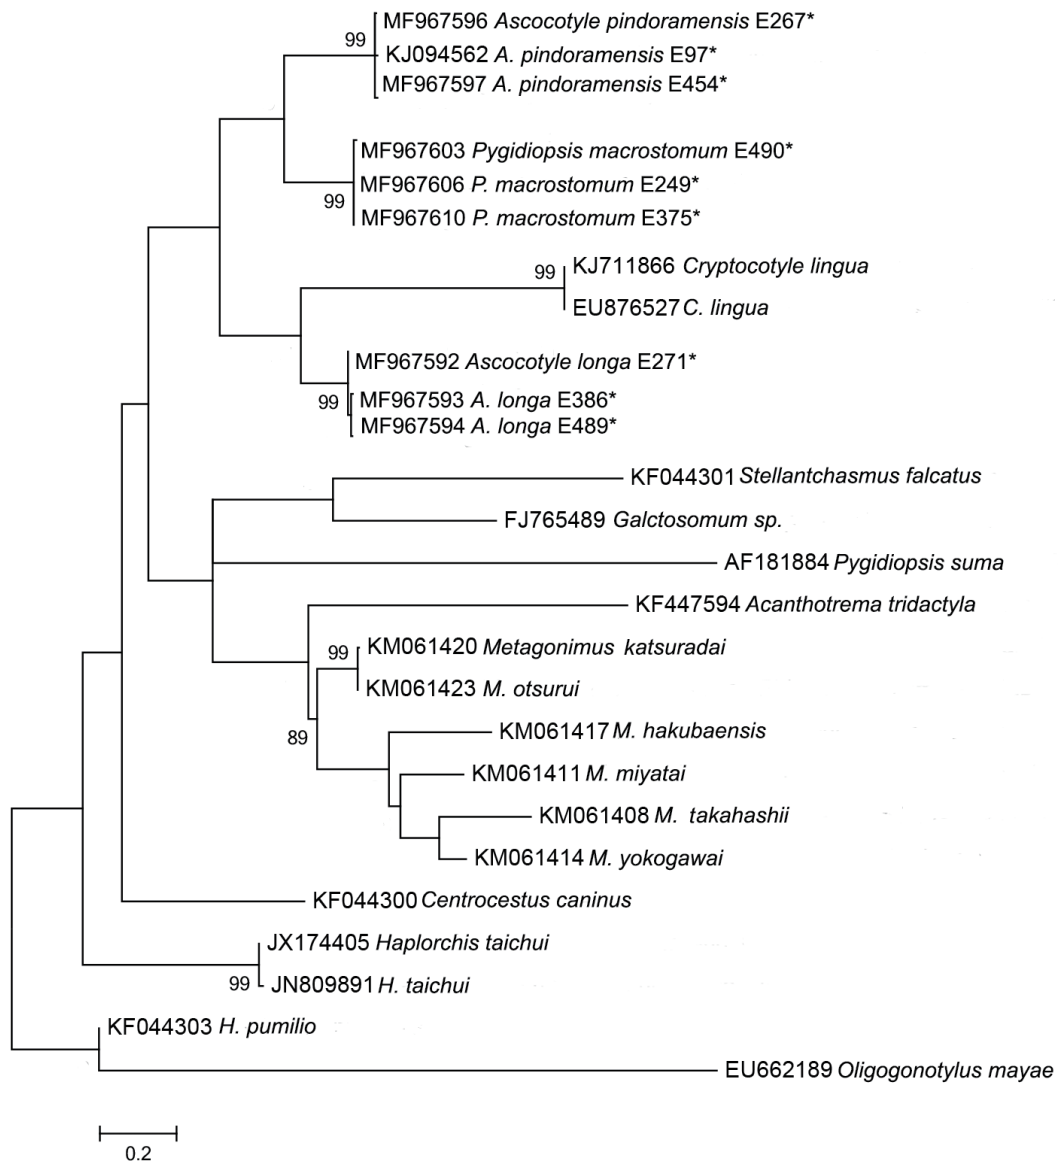 MF967596 Ascocotyle pindoramensis E267*
99
KJ094562 A. pindoramensis E97*
MF967597 A. pindoramensis E454*
MF967603 Pygidiopsis macrostomum E490*
MF967606 P. macrostomum E249*
99
MF967610 P. macrostomum E375*
KJ711866 Cryptocotyle lingua
99
EU876527 C. lingua
MF967592 Ascocotyle longa E271*
99
MF967593 A. longa E386*
MF967594 A. longa E489*
KF044301 Stellantchasmus falcatus
FJ765489 Galctosomum sp.
AF181884 Pygidiopsis suma
KF447594 Acanthotrema tridactyla
99
KM061420 Metagonimus katsuradai
KM061423 M. otsurui
89
KM061417 M. hakubaensis
KM061411 M. miyatai
KM061408 M. takahashii
KM061414 M. yokogawai
KF044300 Centrocestus caninus
JX174405 Haplorchis taichui
99
JN809891 H. taichui
KF044303 H. pumilio
EU662189 Oligogonotylus mayae
0.2